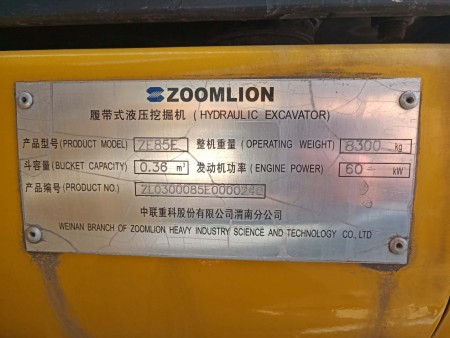 ZOOMLION
履带式液压挖掘机 (HYDRAULIC EXCAVATOR)
产品型号(PRODUCT MODEL) ZE85E 整机重量(OPERATING WEIGHT) 8300 kg
斗容量(BUCKET CAPACITY) 0.36 m³ 发动机功率(ENGINE POWER) 60 kW
产品编号(PRODUCT NO.) ZL0300085E0000240
中联重科股份有限公司渭南分公司
WEINAN BRANCH OF ZOOMLION HEAVY INDUSTRY SCIENCE AND TECHNOLOGY CO., LTD